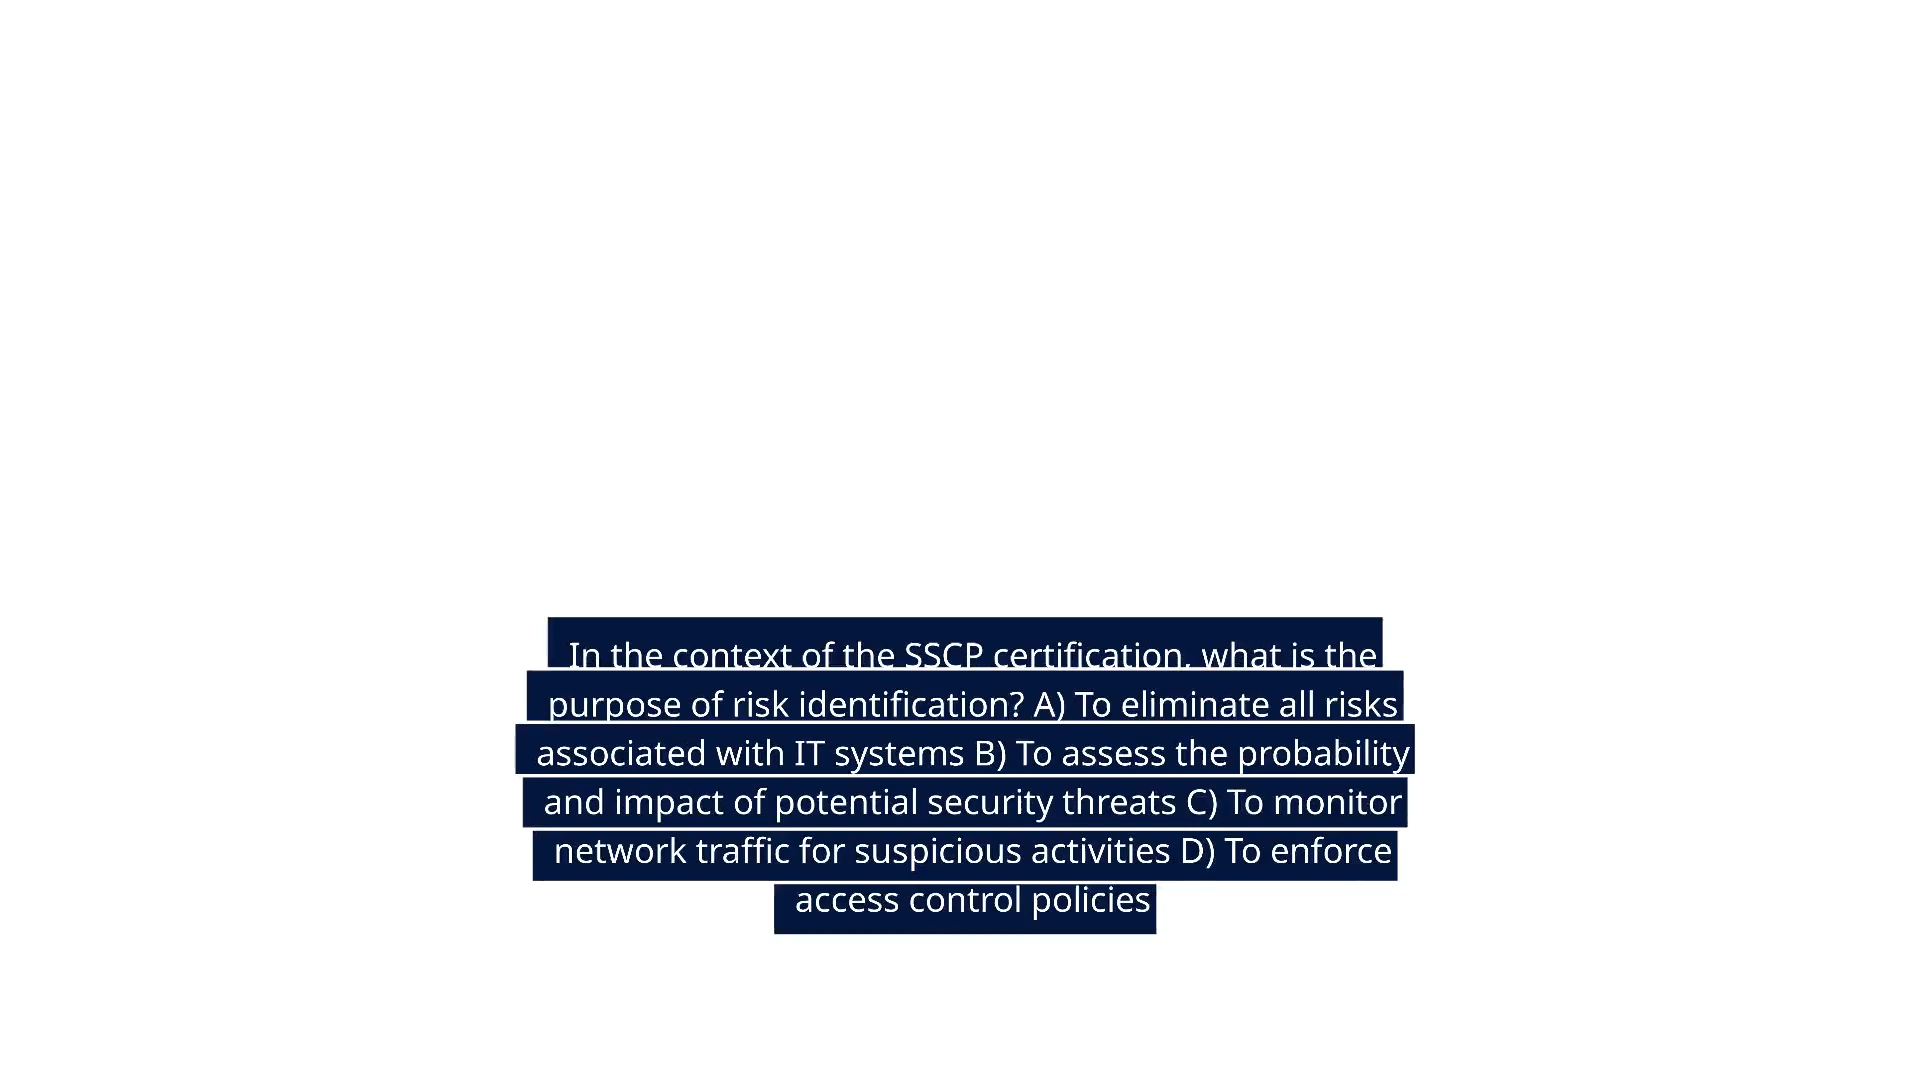 In the context of the SSCP certification, what is the
purpose of risk identification? A) To eliminate all risks
associated with IT systems B) To assess the probability
and impact of potential security threats C) To monitor
network traffic for suspicious activities D) To enforce
access control policies